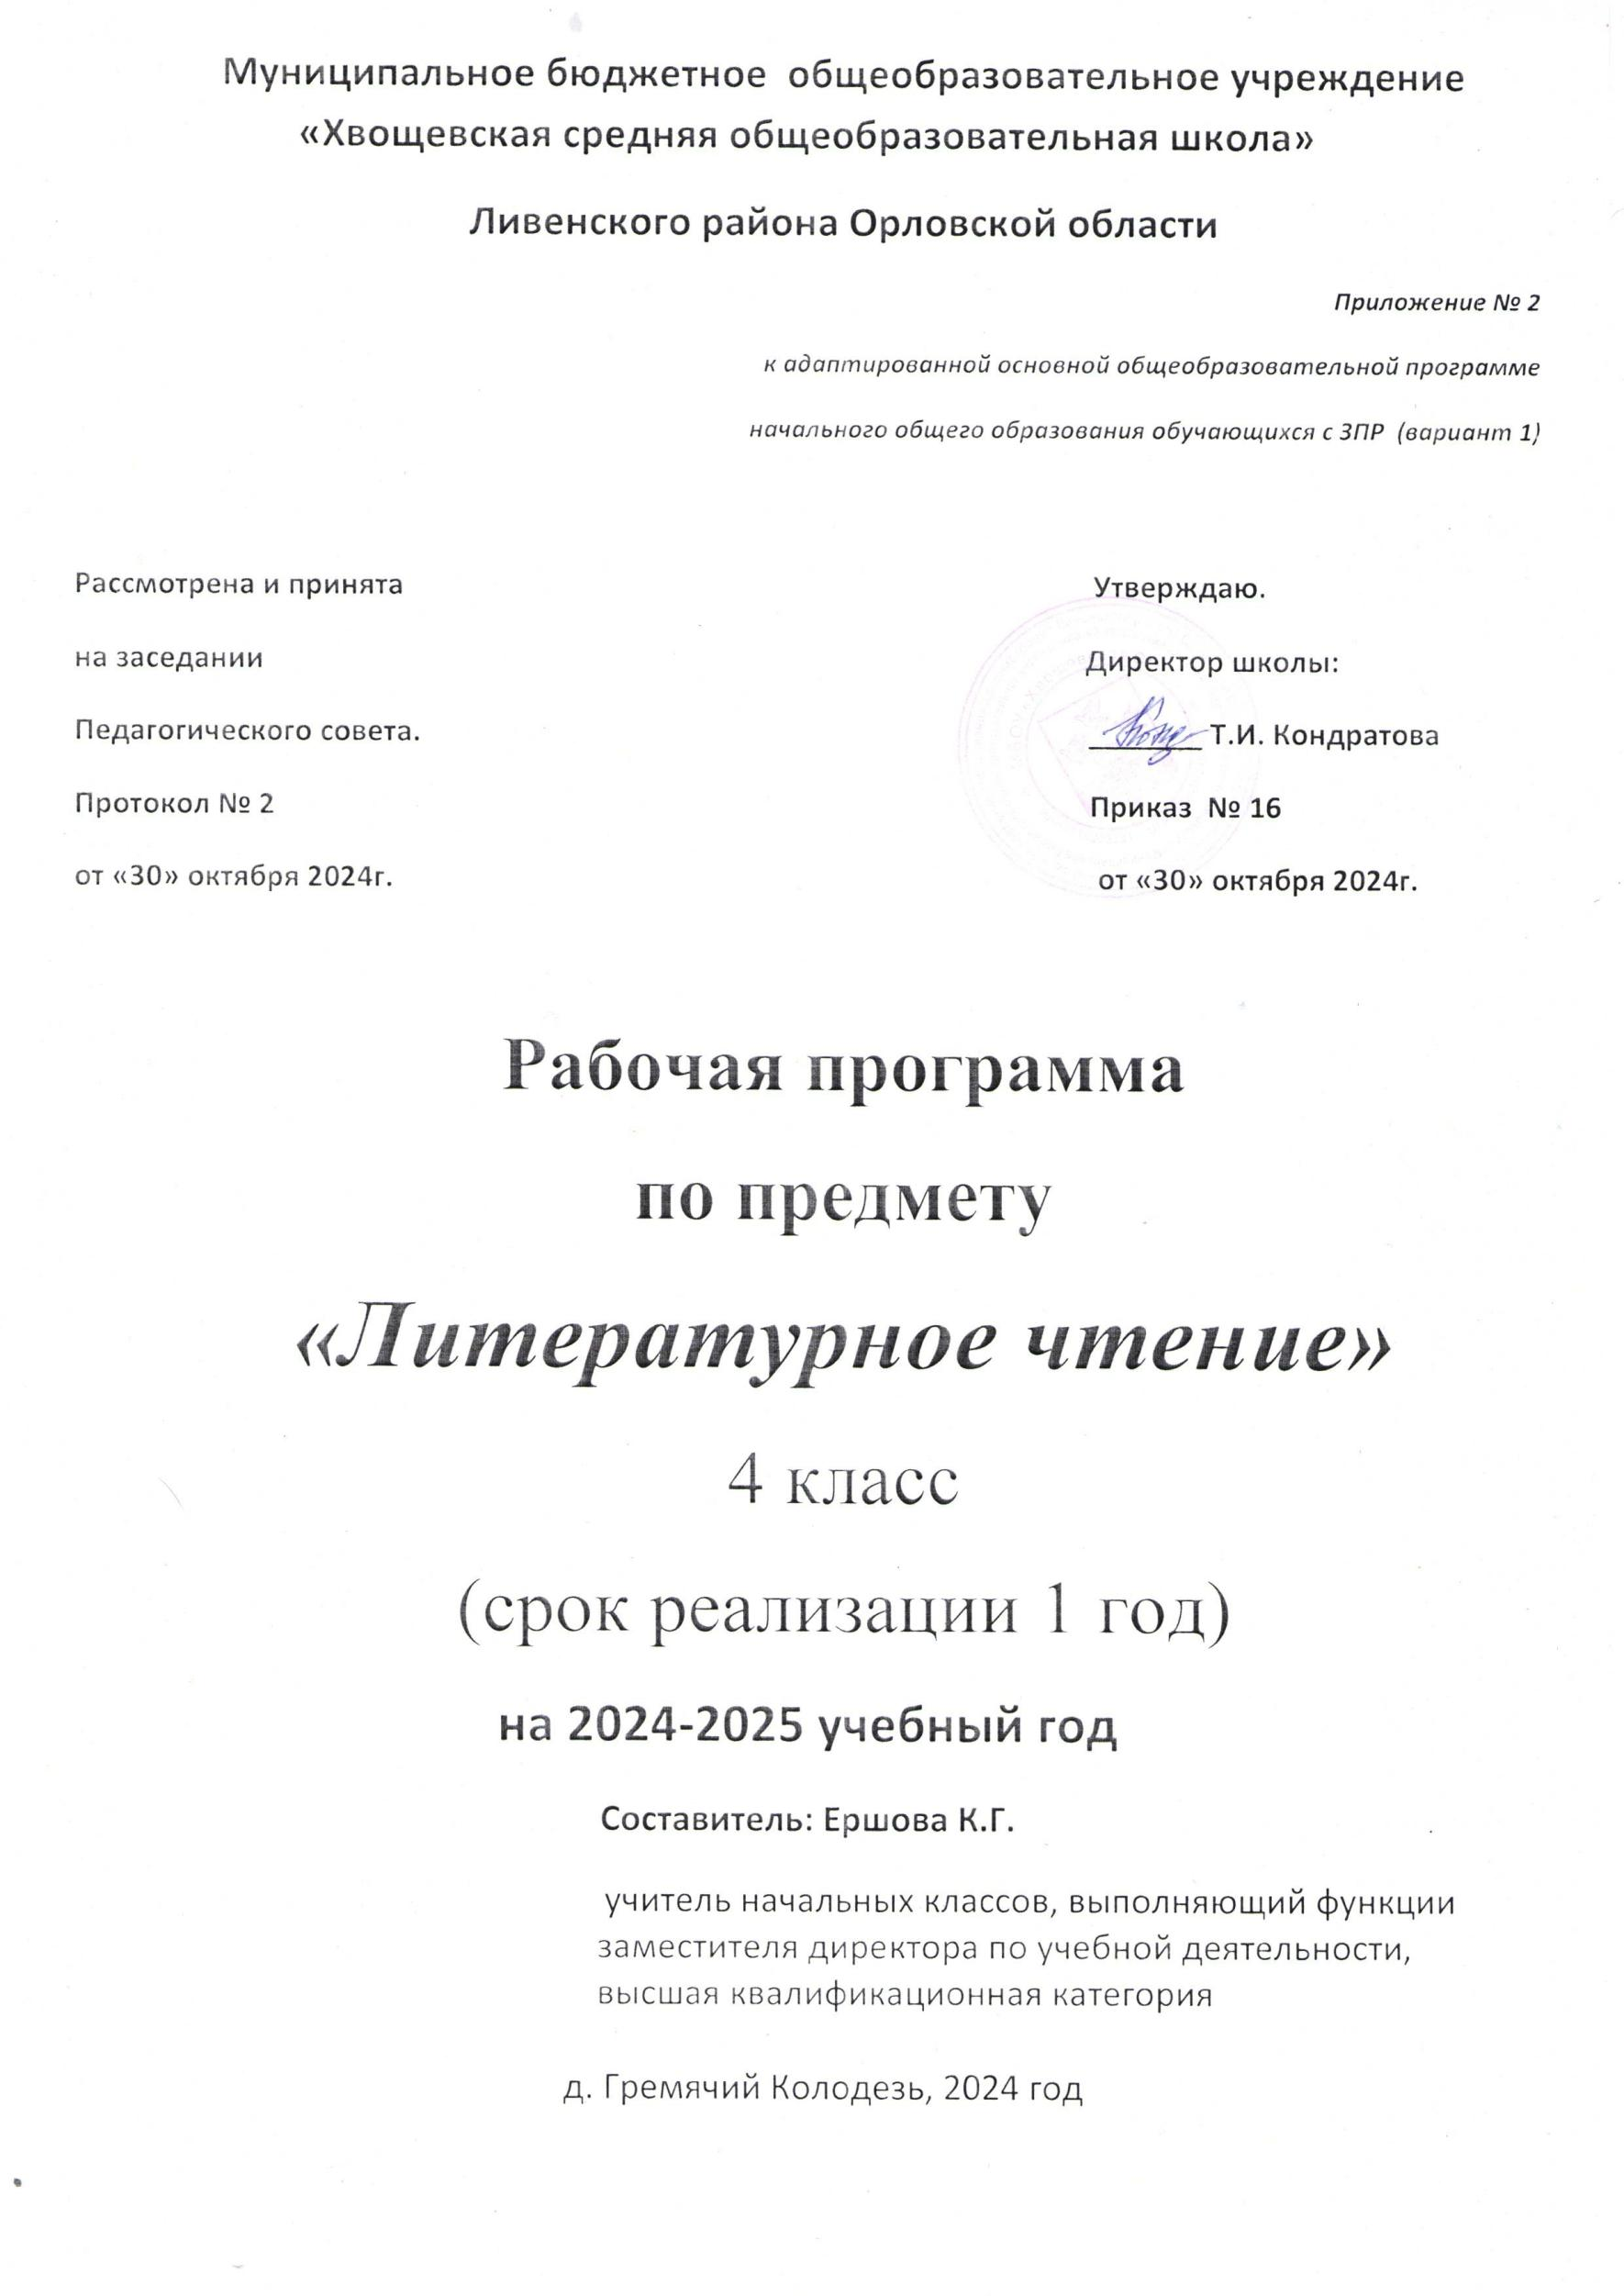 Муниципальное бюджетное общеобразовательное учреждение
«Хвощевская средняя общеобразовательная школа»
Ливенского района Орловской области
Приложение № 2
к адаптированной основной общеобразовательной программе
начального общего образования обучающихся с ЗПР (вариант 1)
Рассмотрена и принята
на заседании
Педагогического совета.
Протокол № 2
от «30» октября 2024г.
Утверждаю.
Директор школы:
Т.И. Кондратова
Приказ № 16
от «30» октября 2024г.
Рабочая программа
по предмету
«Литературное чтение»
4 класс
(срок реализации 1 год)
на 2024-2025 учебный год
Составитель: Ершова К.Г.
учитель начальных классов, выполняющий функции
заместителя директора по учебной деятельности,
высшая квалификационная категория
д. Гремячий Колодезь, 2024 год